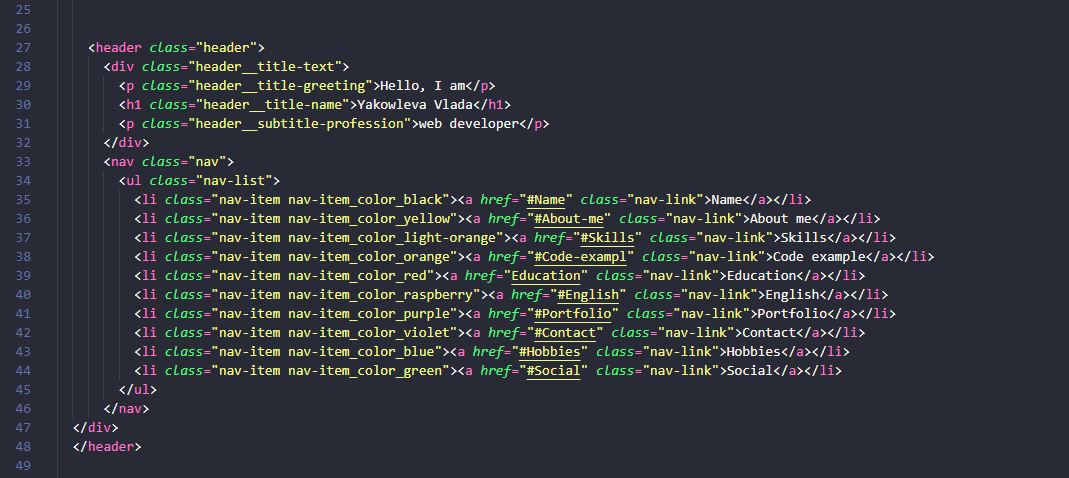 25
26
27 <header class="header">
28 <div class="header__title-text">
29 <p class="header__title-greeting">Hello, I am</p>
30 <h1 class="header__title-name">Yakowleva Vlada</h1>
31 <p class="header__subtitle-profession">web developer</p>
32 </div>
33 <nav class="nav">
34 <ul class="nav-list">
35 <li class="nav-item nav-item_color_black"><a href="#Name" class="nav-link">Name</a></li>
36 <li class="nav-item nav-item_color_yellow"><a href="#About-me" class="nav-link">About me</a></li>
37 <li class="nav-item nav-item_color_light-orange"><a href="#Skills" class="nav-link">Skills</a></li>
38 <li class="nav-item nav-item_color_orange"><a href="#Code-exampl" class="nav-link">Code example</a></li>
39 <li class="nav-item nav-item_color_red"><a href="Education" class="nav-link">Education</a></li>
40 <li class="nav-item nav-item_color_raspberry"><a href="#English" class="nav-link">English</a></li>
41 <li class="nav-item nav-item_color_purple"><a href="#Portfolio" class="nav-link">Portfolio</a></li>
42 <li class="nav-item nav-item_color_violet"><a href="#Contact" class="nav-link">Contact</a></li>
43 <li class="nav-item nav-item_color_blue"><a href="#Hobbies" class="nav-link">Hobbies</a></li>
44 <li class="nav-item nav-item_color_green"><a href="#Social" class="nav-link">Social</a></li>
45 </ul>
46 </nav>
47 </div>
48 </header>
49